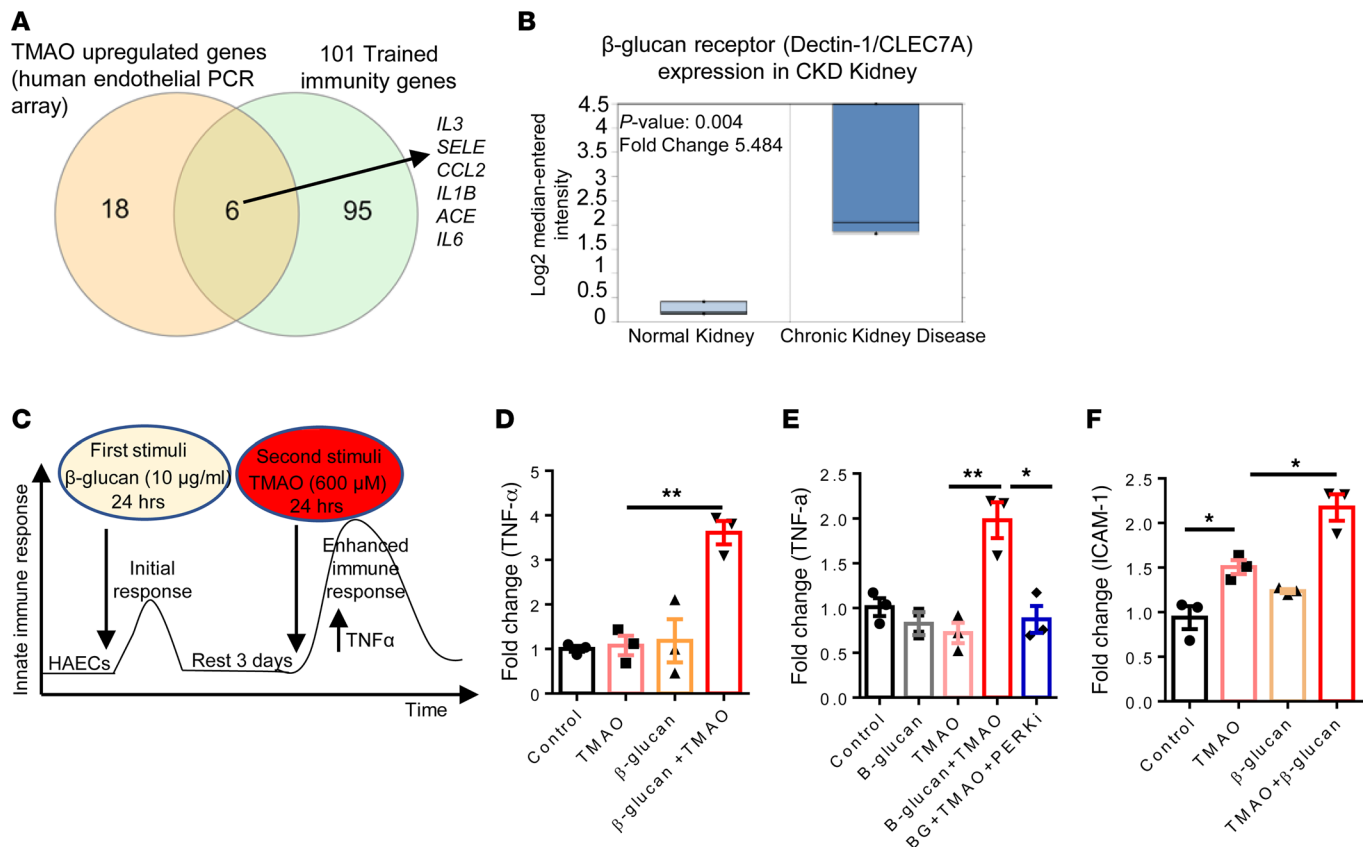 A
TMAO upregulated genes
(human endothelial PCR
array)
101 Trained
immunity genes
18
6
95
IL3
SELE
CCL2
IL1B
ACE
IL6
B
β-glucan receptor (Dectin-1/CLEC7A)
expression in CKD Kidney
P-value: 0.004
Fold Change 5.484
Log2 median-entered
intensity
4.5
4
3.5
3
2.5
2
1.5
1
0.5
0
Normal Kidney
Chronic Kidney Disease
C
First stimuli
β-glucan (10 μg/ml)
24 hrs
Second stimuli
TMAO (600 μM)
24 hrs
Innate immune response
Initial
response
Enhanced
immune
response
TNFα
HAECs
Rest 3 days
Time
D
Fold change (TNF-α)
5
4
3
2
1
0
**
Control
TMAO
β-glucan
β-glucan +TMAO
E
Fold change (TNF-a)
2.5
2.0
1.5
1.0
0.5
0.0
**
*
Control
B-glucan
TMAO
B-glucan+TMAO
BG+TMAO+PERKi
F
Fold change (ICAM-1)
2.5
2.0
1.5
1.0
0.5
0.0
*
*
Control
TMAO
β-glucan
TMAO+β-glucan